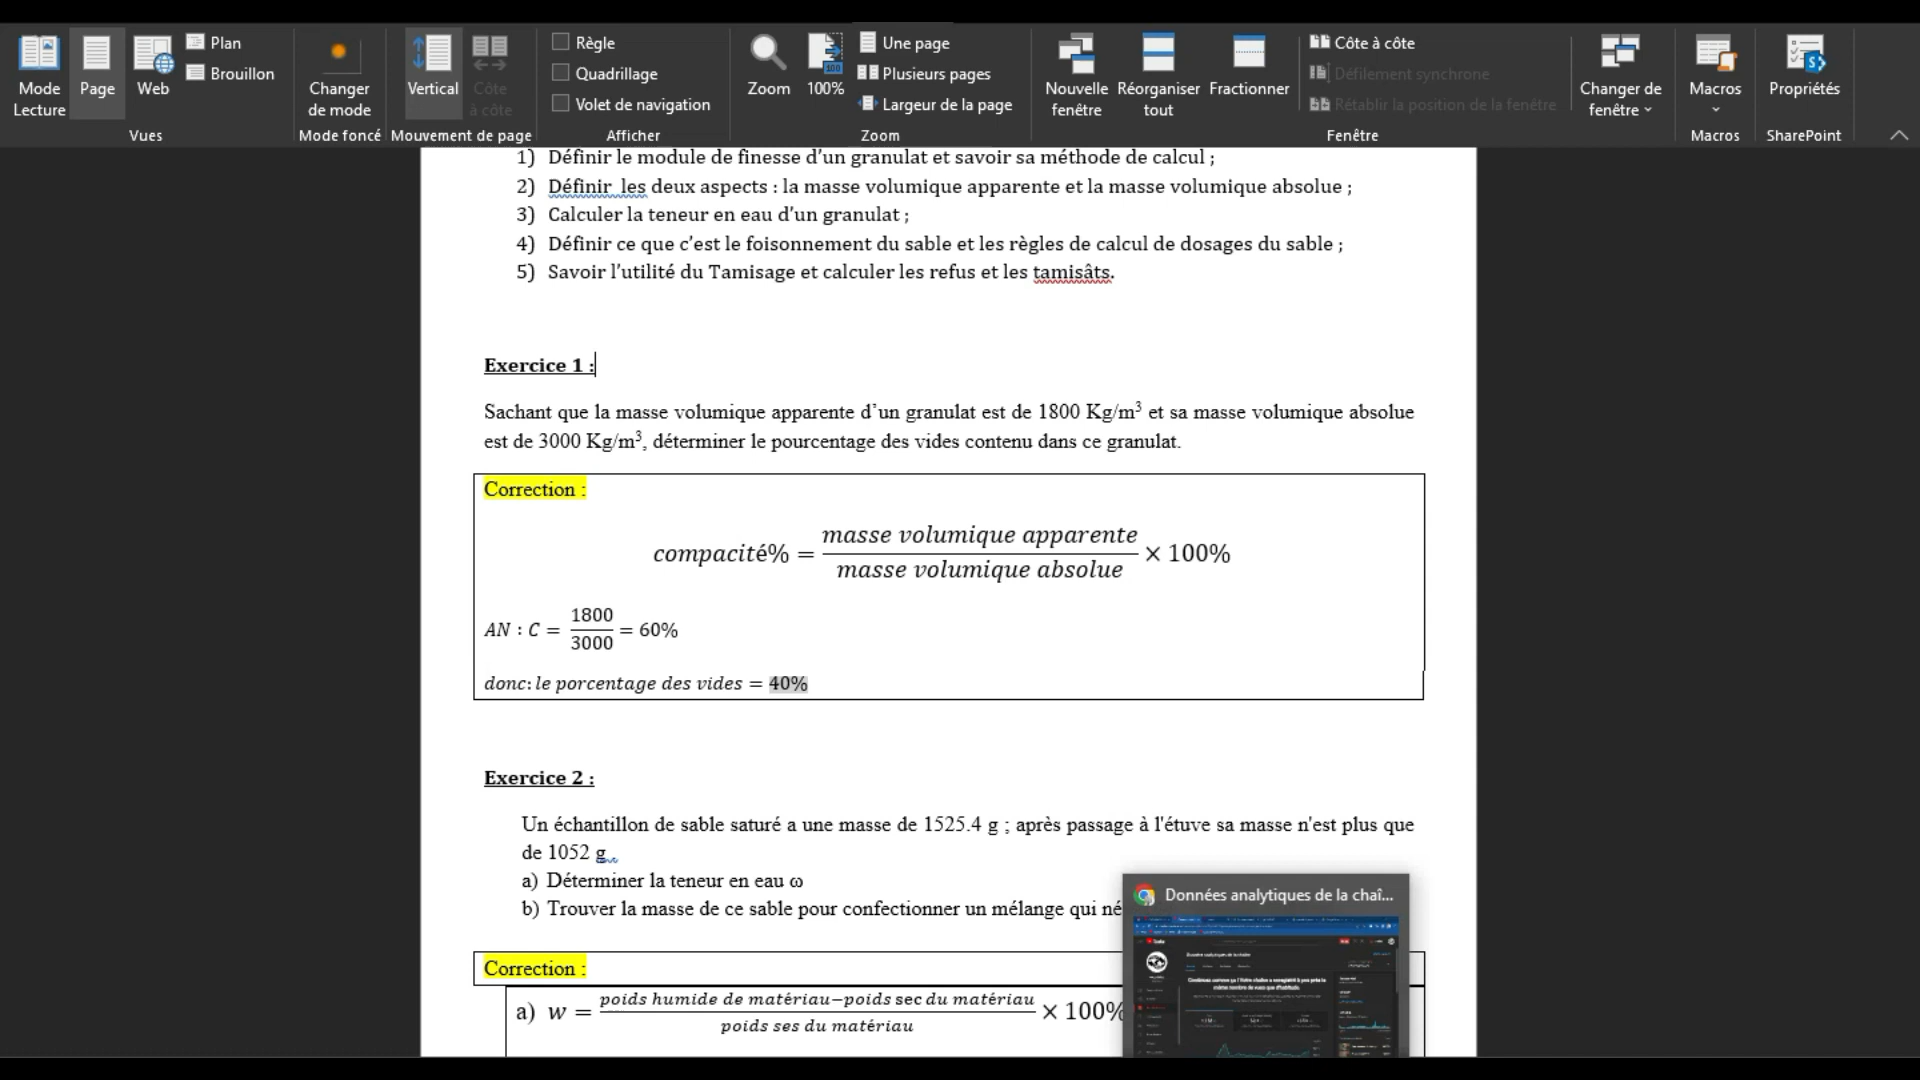 Mode
Lecture
Page
Web
Plan
Brouillon
Vues
Changer
de mode
Mode foncé
Vertical
Côte
à côte
Mouvement de page
Règle
Quadrillage
Volet de navigation
Afficher
Zoom
100
100%
Une page
Plusieurs pages
Largeur de la page
Zoom
Nouvelle
fenêtre
Réorganiser
tout
Fractionner
Côte à côte
Défilement synchrone
Rétablir la position de la fenêtre
Fenêtre
Changer de
fenêtre
Macros
Macros
Propriétés
SharePoint
1) Définir le module de finesse d’un granulat et savoir sa méthode de calcul ;
2) Définir les deux aspects : la masse volumique apparente et la masse volumique absolue ;
3) Calculer la teneur en eau d’un granulat ;
4) Définir ce que c’est le foisonnement du sable et les règles de calcul de dosages du sable ;
5) Savoir l’utilité du Tamisage et calculer les refus et les tamisâts.
Exercice 1 :
Sachant que la masse volumique apparente d’un granulat est de 1800 Kg/m³ et sa masse volumique absolue
est de 3000 Kg/m³, déterminer le pourcentage des vides contenu dans ce granulat.
Correction :
compacité% = masse volumique apparente / masse volumique absolue × 100%
AN : C = 1800 / 3000 = 60%
donc: le porcentage des vides = 40%
Exercice 2 :
Un échantillon de sable saturé a une masse de 1525.4 g ; après passage à l'étuve sa masse n'est plus que
de 1052 g .
a) Déterminer la teneur en eau ω
b) Trouver la masse de ce sable pour confectionner un mélange qui né
Correction :
a) w = poids humide de matériau−poids sec du matériau / poids ses du matériau × 100%
Données analytiques de la chaî...